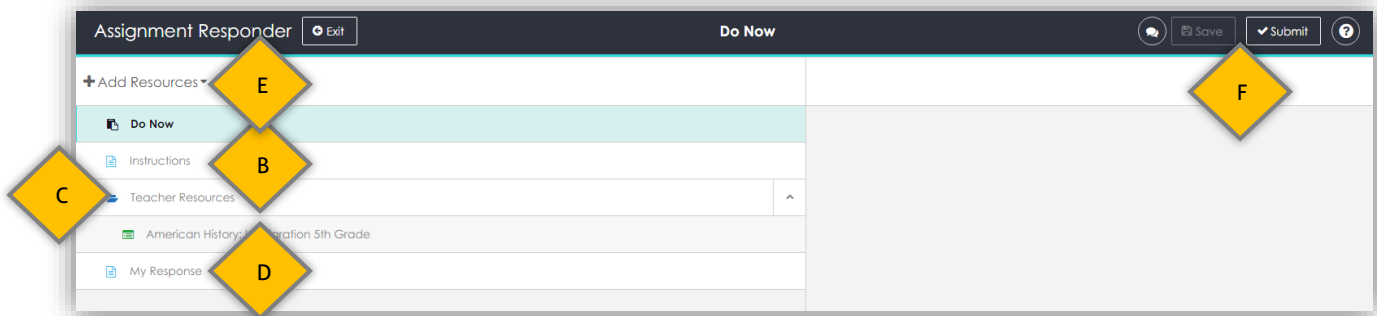 Assignment Responder Exit Do Now Save Submit ?
Add Resources E F
Do Now
Instructions B
C Teacher Resources
American History: ration 5th Grade
My Response D